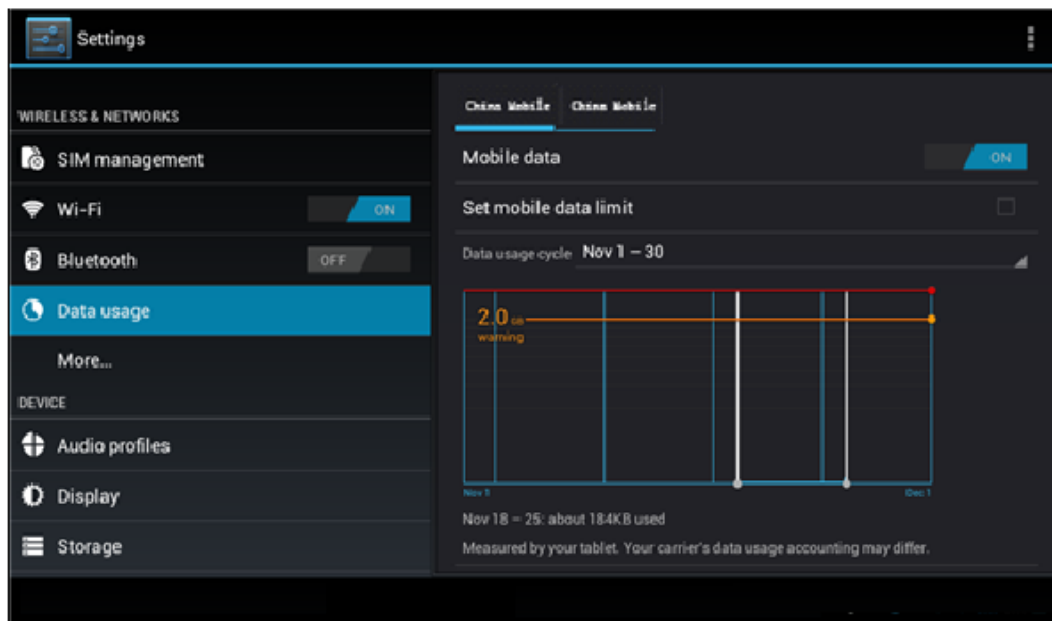 Settings
WIRELESS & NETWORKS
SIM management
Wi-Fi
ON
Bluetooth
OFF
Data usage
More...
DEVICE
Audio profiles
Display
Storage
China Mobile
China Mobile
Mobile data
ON
Set mobile data limit
Data usage cycle
Nov 1 – 30
2.0 GB
warning
Nov 1
Dec 1
Nov 18 – 25: about 184KB used
Measured by your tablet. Your carrier's data usage accounting may differ.